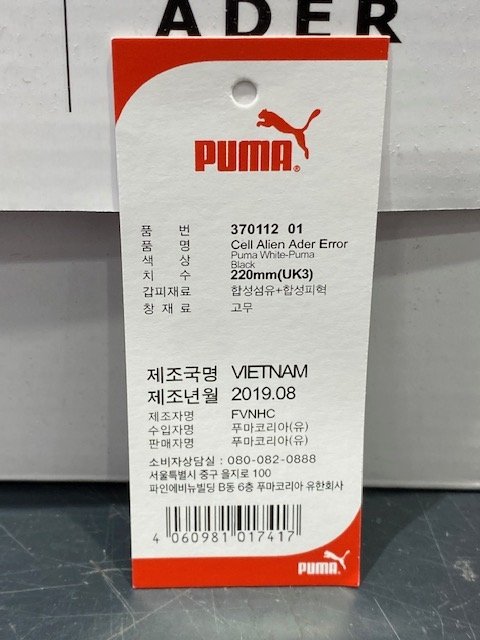 ADER
PUMA®
품 번 370112 01
품 명 Cell Alien Ader Error
색 상 Puma White-Puma Black
치 수 220mm(UK3)
갑피재료 합성섬유+합성피혁
창 재 료 고무
제조국명 VIETNAM
제조년월 2019.08
제조자명 FVNHC
수입자명 푸마코리아(유)
판매자명 푸마코리아(유)
소비자상담실 : 080-082-0888
서울특별시 중구 을지로 100
파인에비뉴빌딩 B동 6층 푸마코리아 유한회사
4 060981 017417
PUMA®